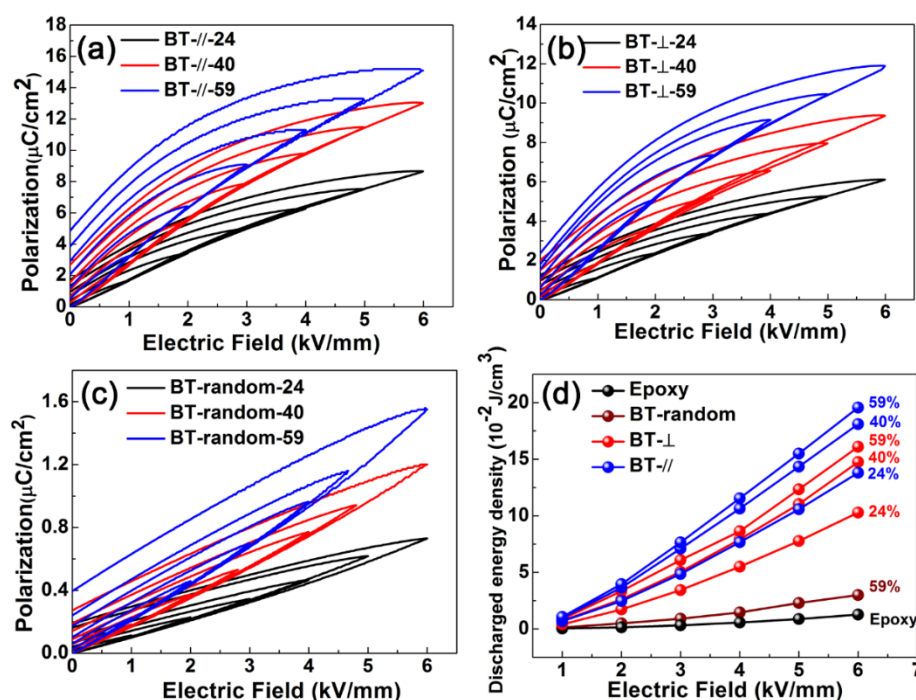 (a)
BT-//-24
BT-//-40
BT-//-59
Polarization(μC/cm²)
18
16
14
12
10
8
6
4
2
0
0 1 2 3 4 5 6
Electric Field (kV/mm)
(b)
BT-⊥-24
BT-⊥-40
BT-⊥-59
Polarization (μC/cm²)
12
8
4
0
0 1 2 3 4 5 6
Electric Field (kV/mm)
(c)
BT-random-24
BT-random-40
BT-random-59
Polarization(μC/cm²)
1.6
1.2
0.8
0.4
0.0
0 1 2 3 4 5 6
Electric Field (kV/mm)
(d)
Epoxy
BT-random
BT-⊥
BT-//
59%
40%
59%
40%
24%
24%
59%
Epoxy
Discharged energy density (10⁻² J/cm³)
20
15
10
5
0
1 2 3 4 5 6 7
Electric Field (kV/mm)